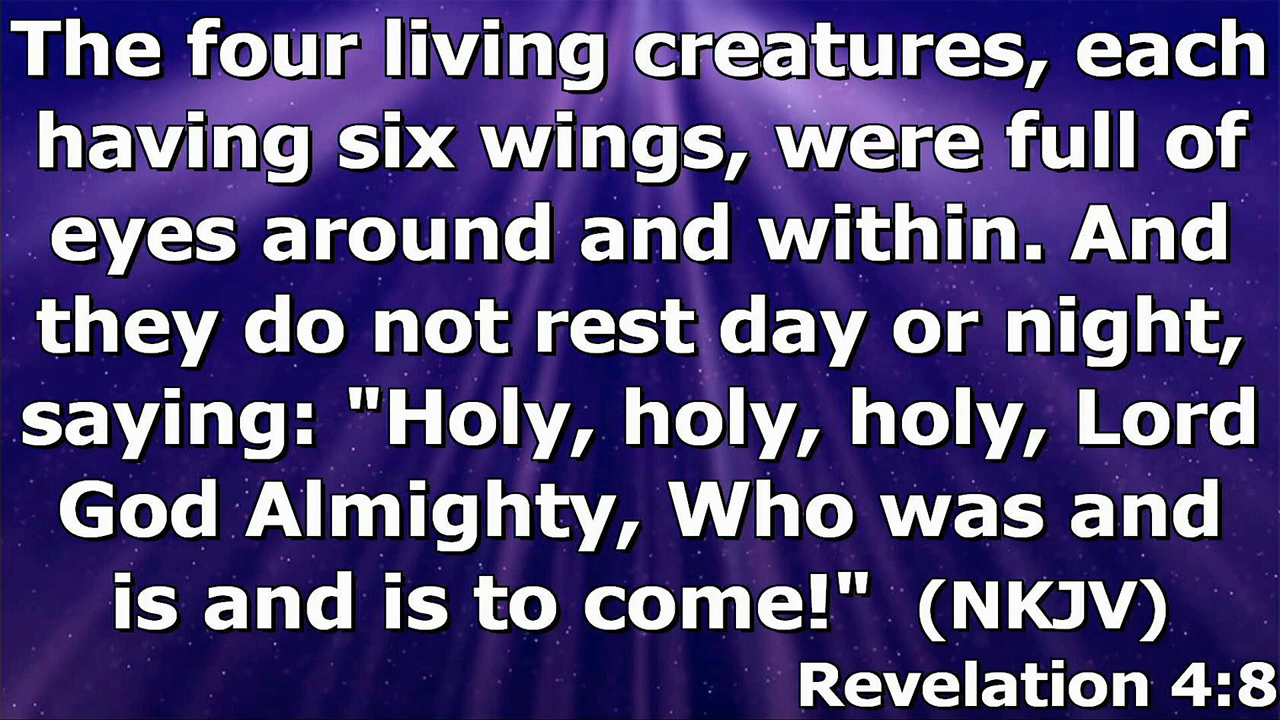 The four living creatures, each
having six wings, were full of
eyes around and within. And
they do not rest day or night,
saying: "Holy, holy, holy, Lord
God Almighty, Who was and
is and is to come!" (NKJV)
Revelation 4:8